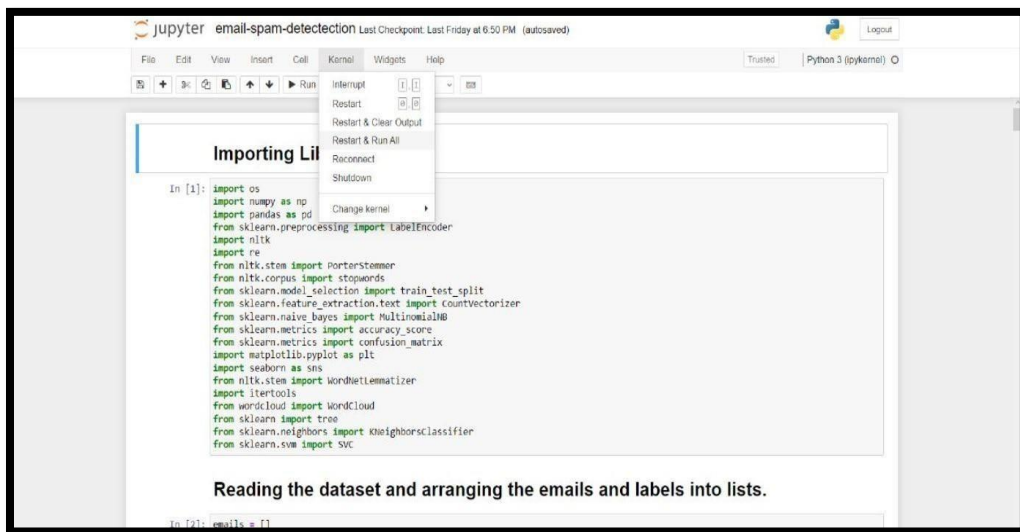 jupyter email-spam-detectection Last Checkpoint: Last Friday at 6:50 PM (autosaved)
Logout
File Edit View Insert Cell Kernel Widgets Help
Trusted
Python 3 (ipykernel)
Run
Interrupt I,I
Restart 0,0
Restart & Clear Output
Restart & Run All
Reconnect
Shutdown
Change kernel
Importing Li
In [1]: import os
import numpy as np
import pandas as pd
from sklearn.preprocessing import LabelEncoder
import nltk
import re
from nltk.stem import PorterStemmer
from nltk.corpus import stopwords
from sklearn.model_selection import train_test_split
from sklearn.feature_extraction.text import CountVectorizer
from sklearn.naive_bayes import MultinomialNB
from sklearn.metrics import accuracy_score
from sklearn.metrics import confusion_matrix
import matplotlib.pyplot as plt
import seaborn as sns
from nltk.stem import WordNetLemmatizer
import itertools
from wordcloud import WordCloud
from sklearn import tree
from sklearn.neighbors import KNeighborsClassifier
from sklearn.svm import SVC
Reading the dataset and arranging the emails and labels into lists.
In [2]: emails = []